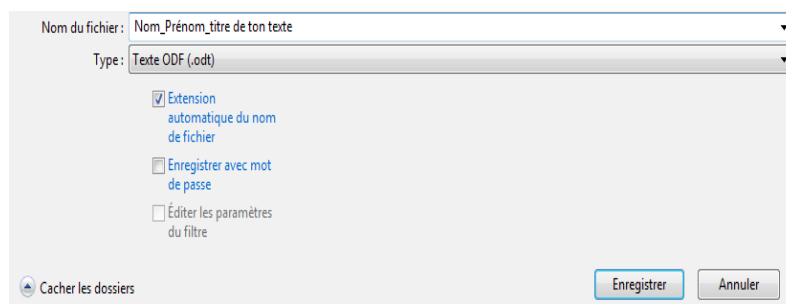 Nom du fichier : Nom_Prénom_titre de ton texte
Type : Texte ODF (.odt)
Extension
automatique du nom
de fichier
Enregistrer avec mot
de passe
Éditer les paramètres
du filtre
Cacher les dossiers Enregistrer Annuler